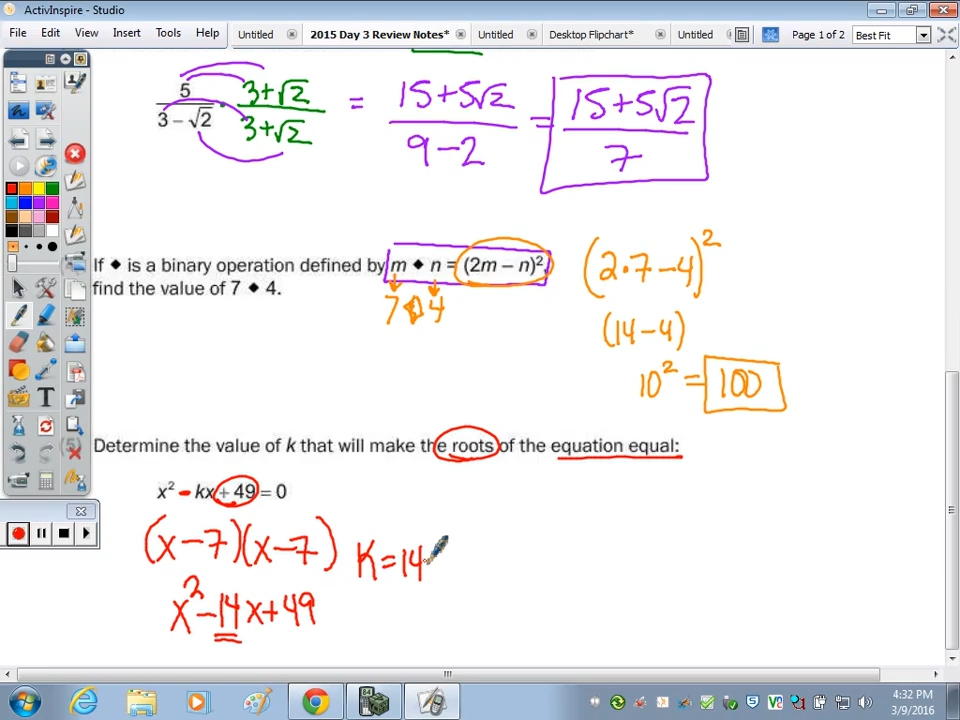 ActivInspire
File Edit View Insert Tools Help Untitled 2015 Day 3 Review Notes* Untitled Desktop Flipchart* Untitled Page 1 of 2 Best Fit
5 / 3 – √2 · 3+√2 / 3+√2 = 15+5√2 / 9–2 = 15+5√2 / 7
If ◆ is a binary operation defined by m ◆ n = (2m – n)²,
find the value of 7 ◆ 4.
7 ◆ 4
(2·7–4)²
(14–4)
10² = 100
Determine the value of k that will make the roots of the equation equal:
x² - kx + 49 = 0
(x–7)(x–7) K=14
x²–14x+49
84
4:32 PM
3/9/2016